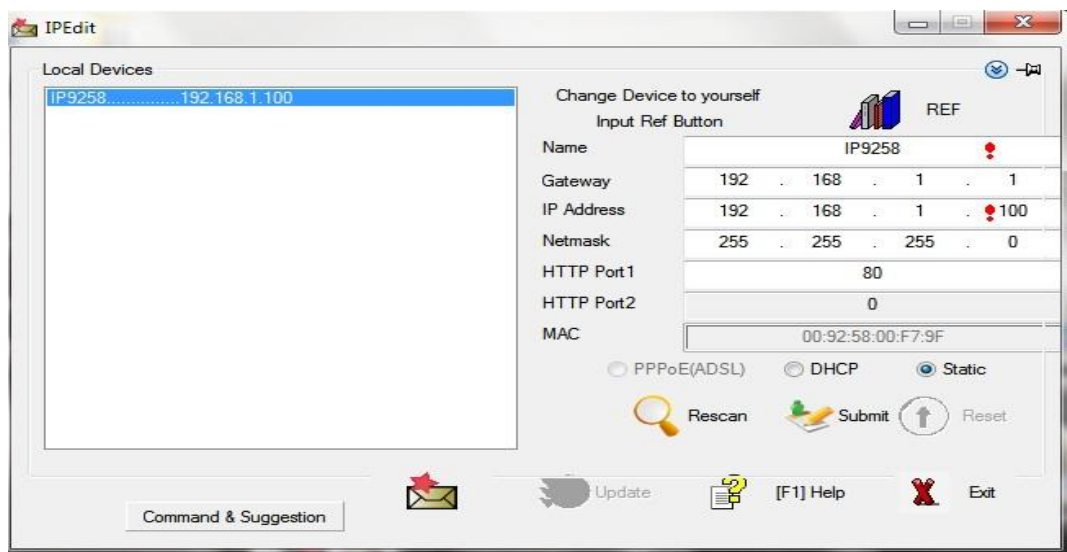 IPEdit
Local Devices
IP9258...............192.168.1.100
Change Device to yourself
Input Ref Button
REF
Name IP9258
Gateway 192 . 168 . 1 . 1
IP Address 192 . 168 . 1 . 100
Netmask 255 . 255 . 255 . 0
HTTP Port1 80
HTTP Port2 0
MAC 00:92:58:00:F7:9F
PPPoE(ADSL) DHCP Static
Rescan Submit Reset
Update [F1] Help Exit
Command & Suggestion